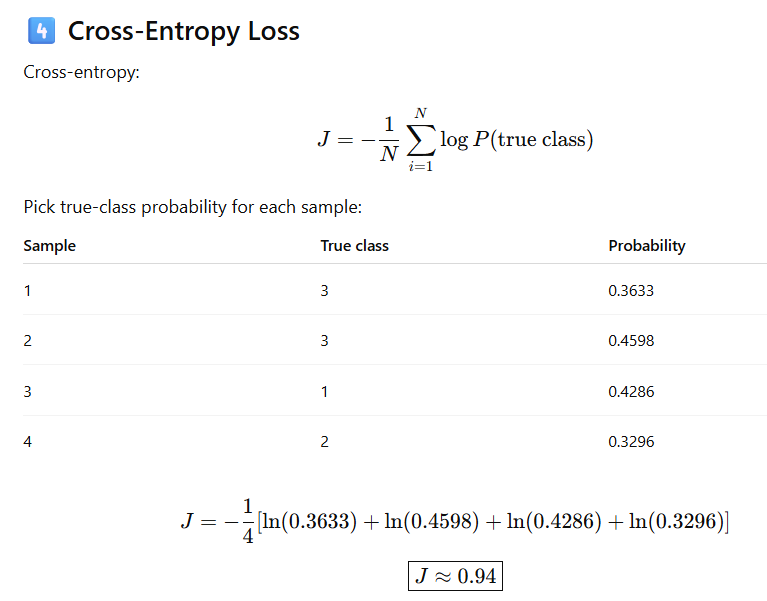 4 Cross-Entropy Loss
Cross-entropy:
J = -\frac{1}{N} \sum_{i=1}^{N} \log P(\text{true class})
Pick true-class probability for each sample:
Sample True class Probability
1 3 0.3633
2 3 0.4598
3 1 0.4286
4 2 0.3296
J = -\frac{1}{4}[\ln(0.3633) + \ln(0.4598) + \ln(0.4286) + \ln(0.3296)]
J ≈ 0.94